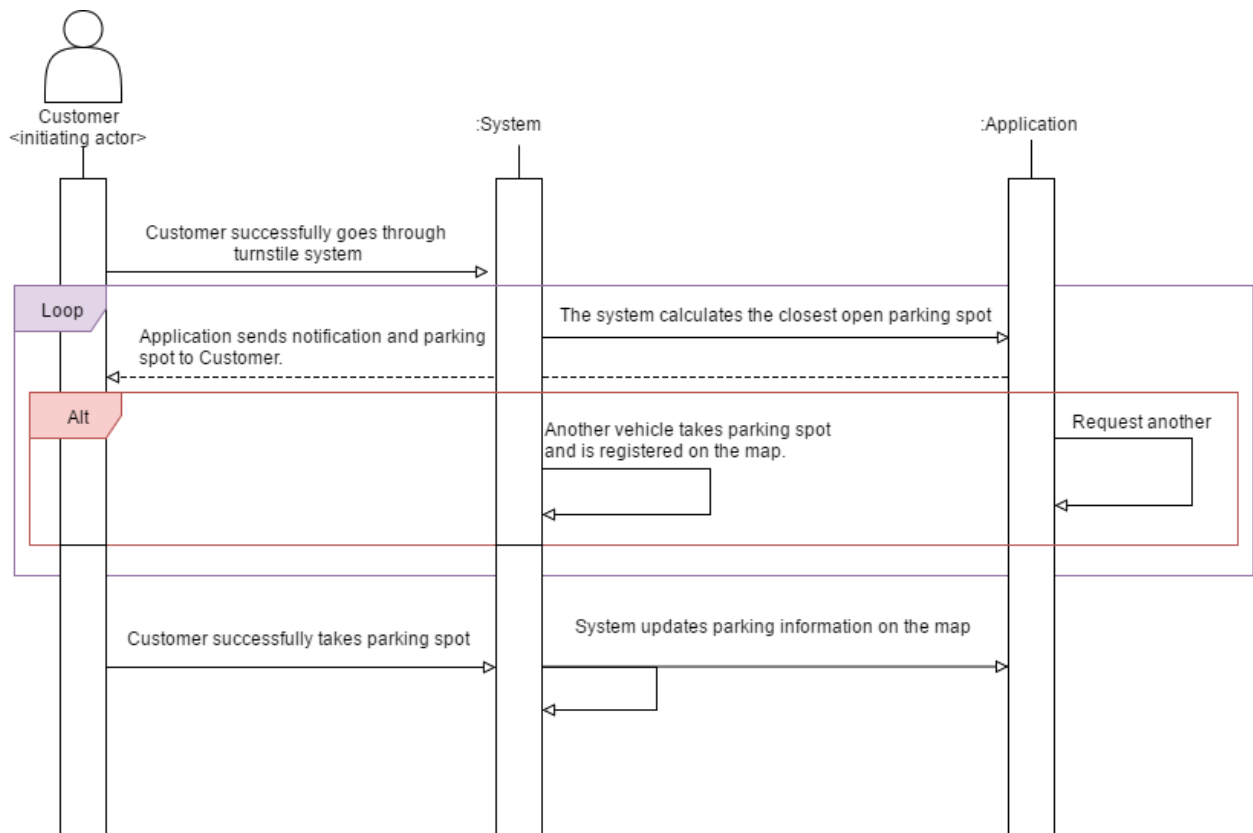 Customer
<initiating actor>
:System
:Application
Customer successfully goes through
turnstile system
Loop
The system calculates the closest open parking spot
Application sends notification and parking
spot to Customer.
Alt
Another vehicle takes parking spot
and is registered on the map.
Request another
Customer successfully takes parking spot
System updates parking information on the map